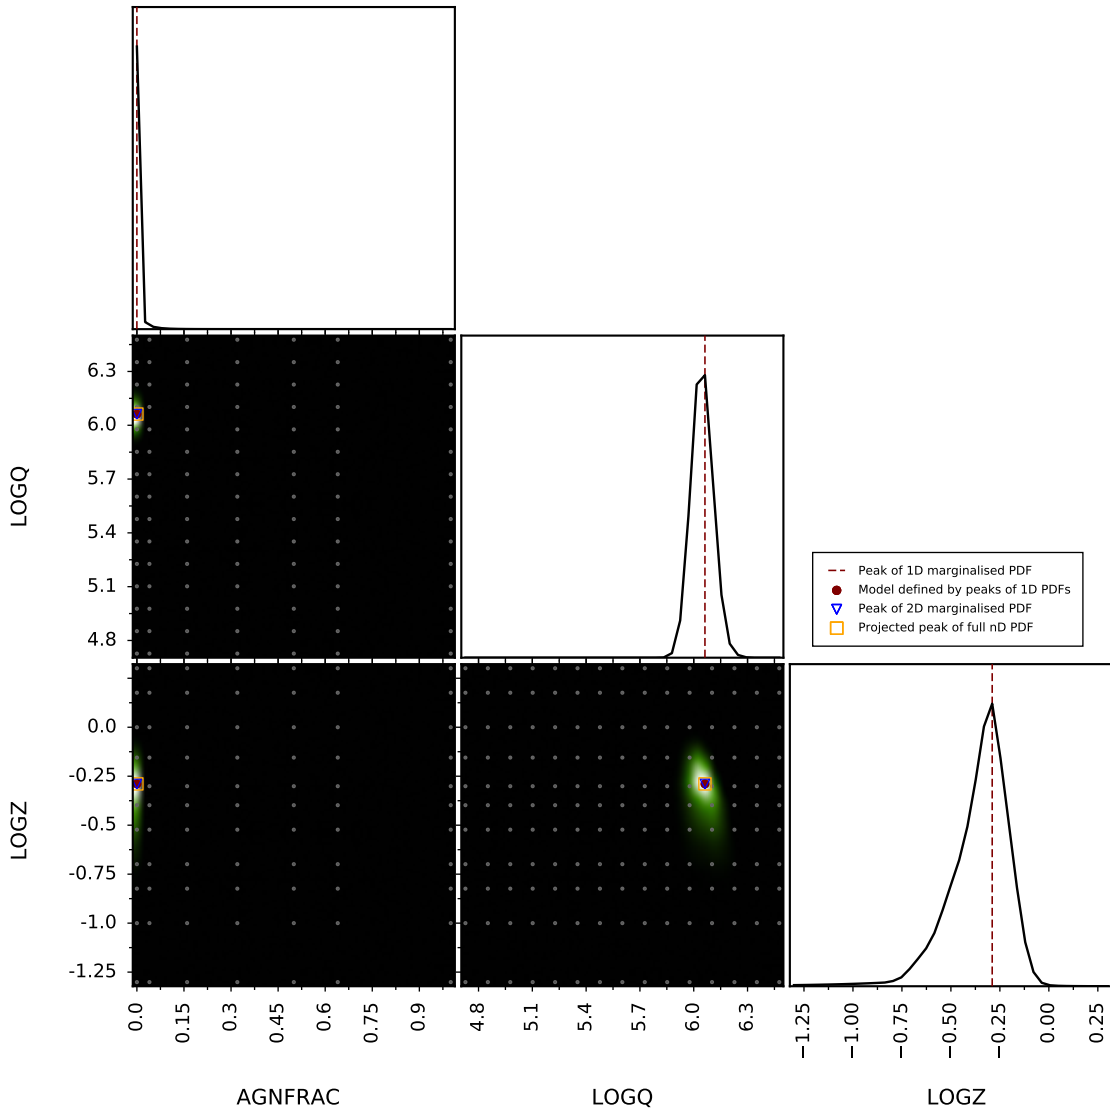 6.3
6.0
5.7
5.4
5.1
4.8
LOGQ
Peak of 1D marginalised PDF
Model defined by peaks of 1D PDFs
Peak of 2D marginalised PDF
Projected peak of full nD PDF
0.0
-0.25
-0.5
-0.75
-1.0
-1.25
LOGZ
0.0 0.15 0.3 0.45 0.6 0.75 0.9
4.8 5.1 5.4 5.7 6.0 6.3
−1.25 −1.00 −0.75 −0.50 −0.25 0.00 0.25
AGNFRAC LOGQ LOGZ